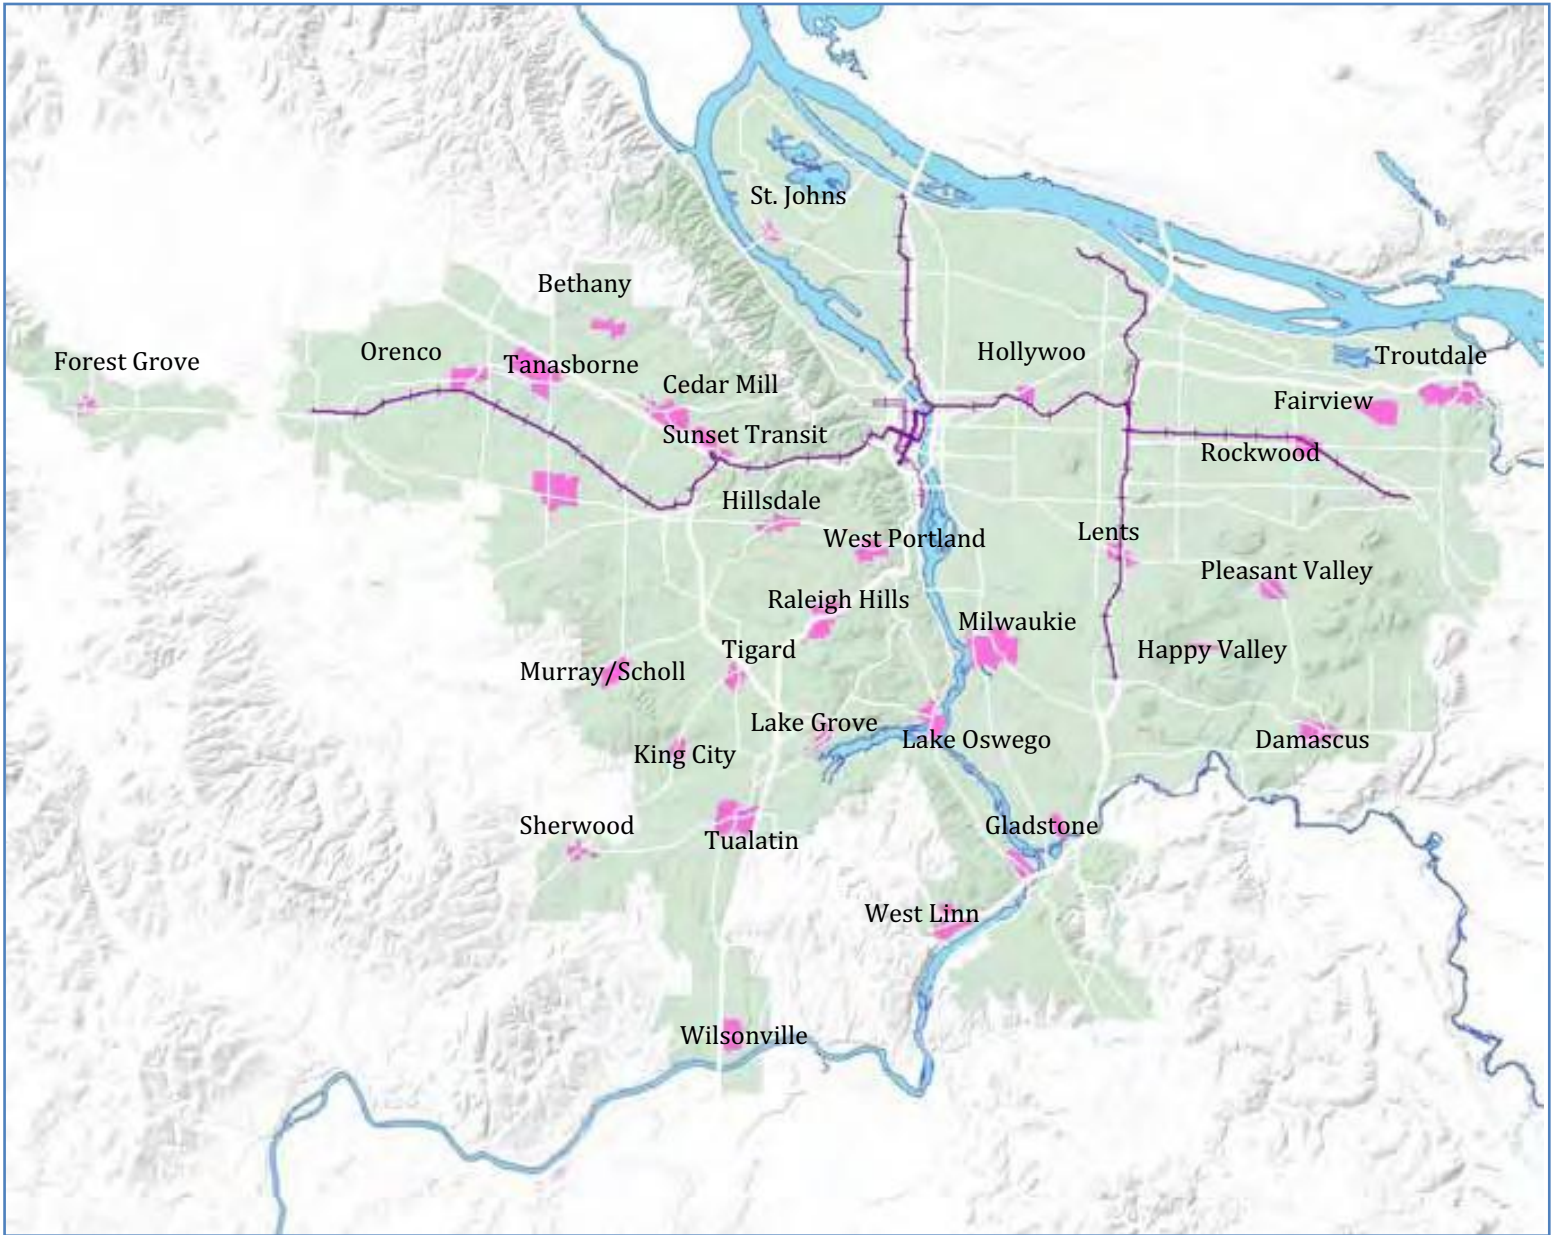 St. Johns
Bethany
Forest Grove
Orenco
Tanasborne
Hollywoo
Troutdale
Cedar Mill
Fairview
Sunset Transit
Rockwood
Hillsdale
West Portland
Lents
Pleasant Valley
Raleigh Hills
Milwaukie
Tigard
Happy Valley
Murray/Scholl
Lake Grove
Lake Oswego
Damascus
King City
Sherwood
Gladstone
Tualatin
West Linn
Wilsonville